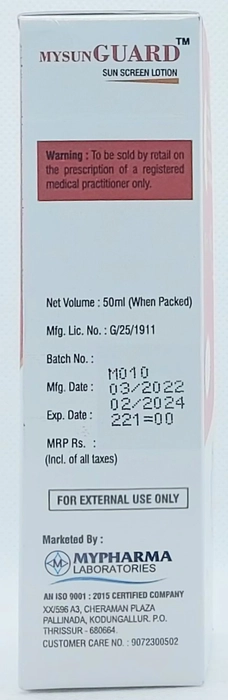 MYSUNGUARD™
SUN SCREEN LOTION
Warning : To be sold by retail on
the prescription of a registered
medical practitioner only.
Net Volume : 50ml (When Packed)
Mfg. Lic. No. : G/25/1911
Batch No. : M010
Mfg. Date : 03/2022
Exp. Date : 02/2024
MRP Rs. : 221=00
(Incl. of all taxes)
FOR EXTERNAL USE ONLY
Marketed By :
M
MYPHARMA
LABORATORIES
AN ISO 9001 : 2015 CERTIFIED COMPANY
XX/596 A3, CHERAMAN PLAZA
PALLINADA, KODUNGALLUR. P.O.
THRISSUR - 680664.
CUSTOMER CARE NO. : 9072300502